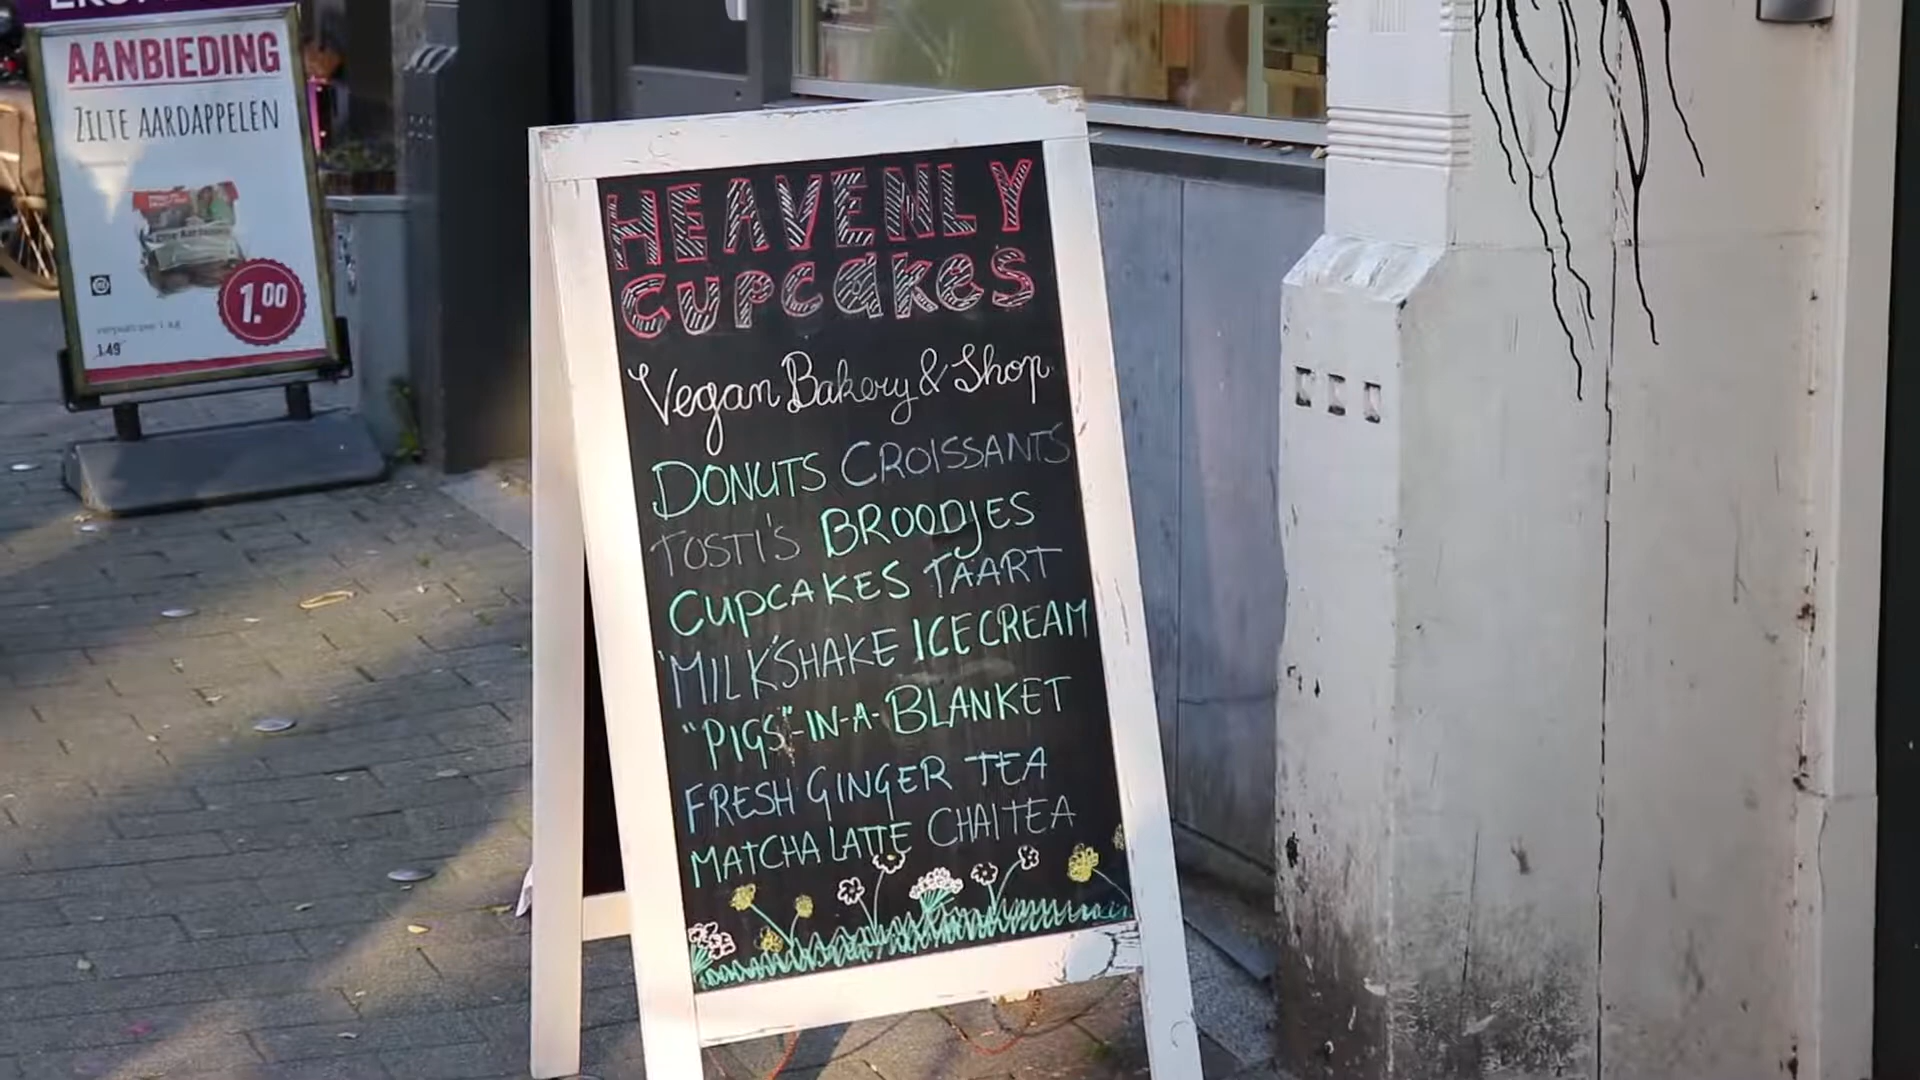 AANBIEDING
ZILTE AARDAPPELEN
1.00
1.49
HEAVENLY
CUPCAKES
Vegan Bakery & Shop
DONUTS CROISSANTS
TOSTI'S BROODJES
CUPCAKES TAART
'MILK'SHAKE ICECREAM
"PIGS"-IN-A-BLANKET
FRESH GINGER TEA
MATCHA LATTE CHAI TEA